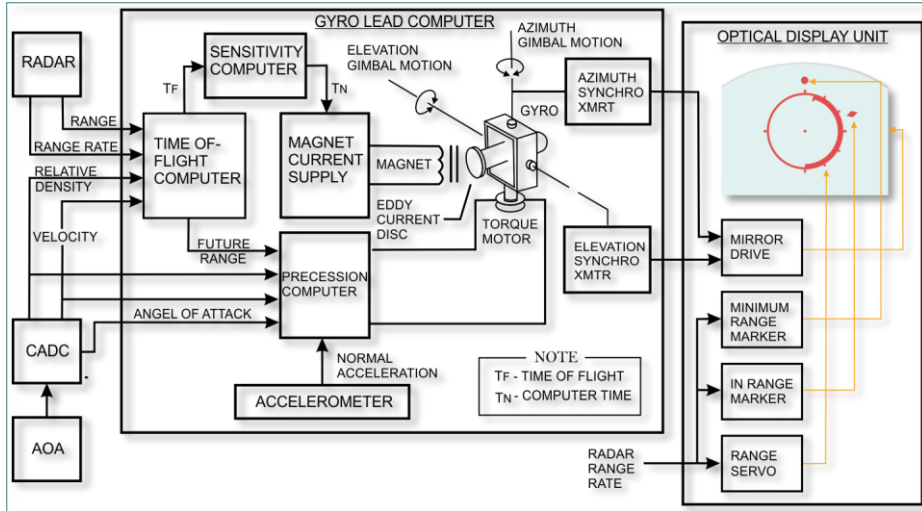 GYRO LEAD COMPUTER
OPTICAL DISPLAY UNIT
RADAR
SENSITIVITY
COMPUTER
TF
TN
ELEVATION
GIMBAL MOTION
AZIMUTH
GIMBAL MOTION
AZIMUTH
SYNCHRO
XMRT
GYRO
RANGE
RANGE RATE
RELATIVE
DENSITY
VELOCITY
TIME OF-
FLIGHT
COMPUTER
MAGNET
CURRENT
SUPPLY
MAGNET
EDDY
CURRENT
DISC
TORQUE
MOTOR
FUTURE
RANGE
PRECESSION
COMPUTER
ELEVATION
SYNCHRO
XMTR
MIRROR
DRIVE
ANGEL OF ATTACK
CADC
NORMAL
ACCELERATION
NOTE
TF - TIME OF FLIGHT
TN - COMPUTER TIME
MINIMUM
RANGE
MARKER
IN RANGE
MARKER
ACCELEROMETER
AOA
RADAR
RANGE
RATE
RANGE
SERVO